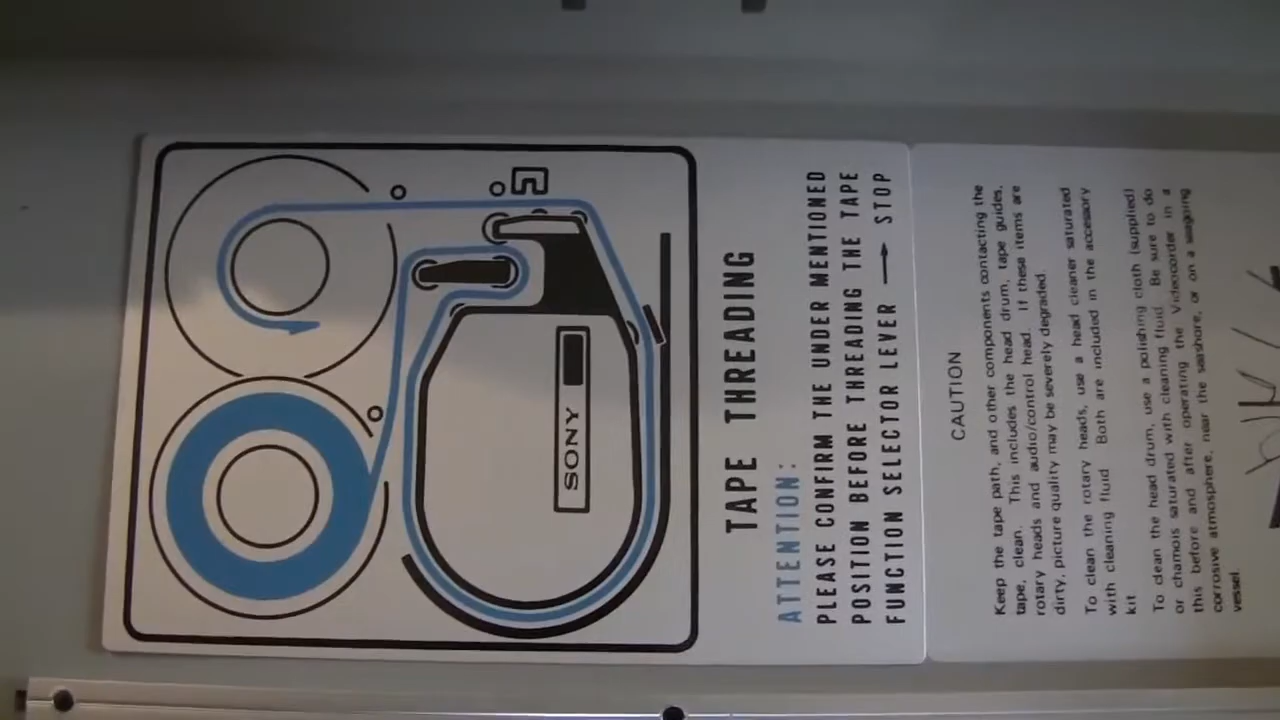 SONY
TAPE THREADING
ATTENTION:
PLEASE CONFIRM THE UNDER MENTIONED
POSITION BEFORE THREADING THE TAPE
FUNCTION SELECTOR LEVER → STOP
CAUTION
Keep the tape path, and other components contacting the
tape, clean. This includes the head drum, tape guides,
rotary heads and audio/control head. If these items are
dirty, picture quality may be severely degraded.
To clean the rotary heads, use a head cleaner saturated
with cleaning fluid Both are included in the accessory
kit
To clean the head drum, use a polishing cloth (supplied)
or chamois saturated with cleaning fluid Be sure to do
this before and after operating the Videocorder in a
corrosive atmosphere, near the seashore, or on a seagoing
vessel.